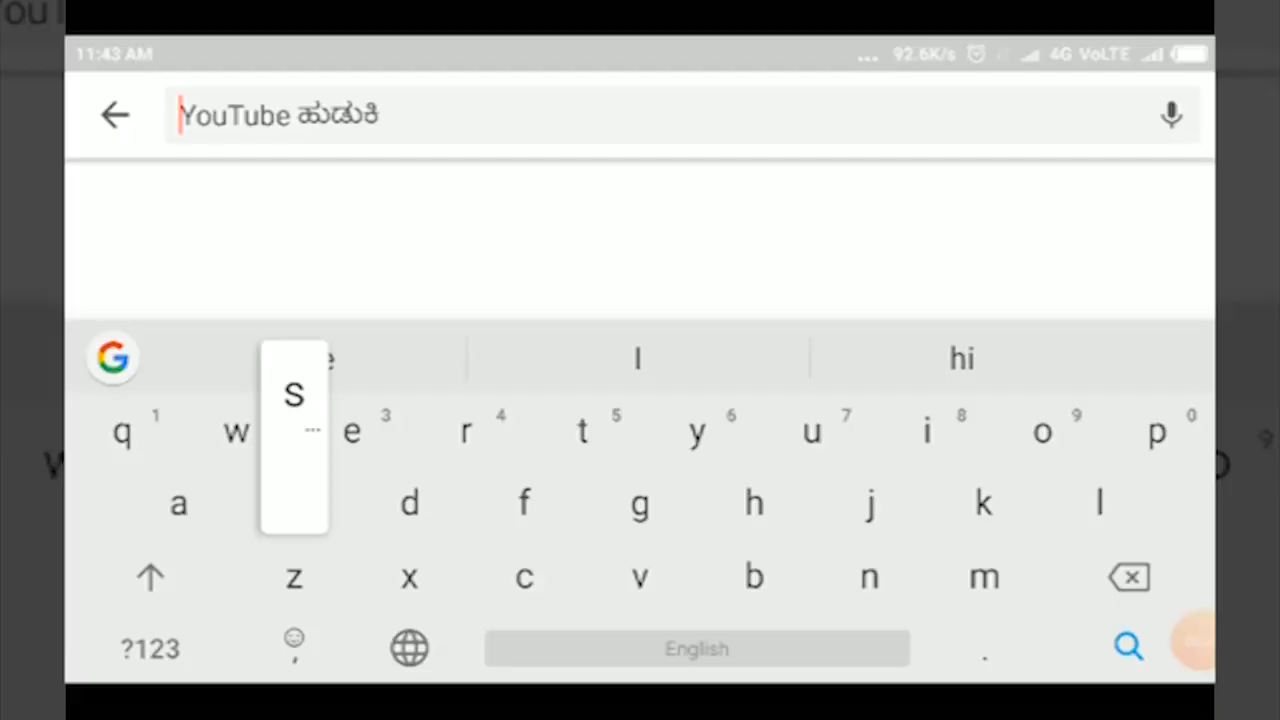 11:43 AM ... 92.6K/s 4G VoLTE
YouTube ಹುಡುಕಿ
I hi
q 1 w e 3 r 4 t 5 y 6 u 7 i 8 o 9 p 0
S ...
a d f g h j k l
z x c v b n m
?123 , English .